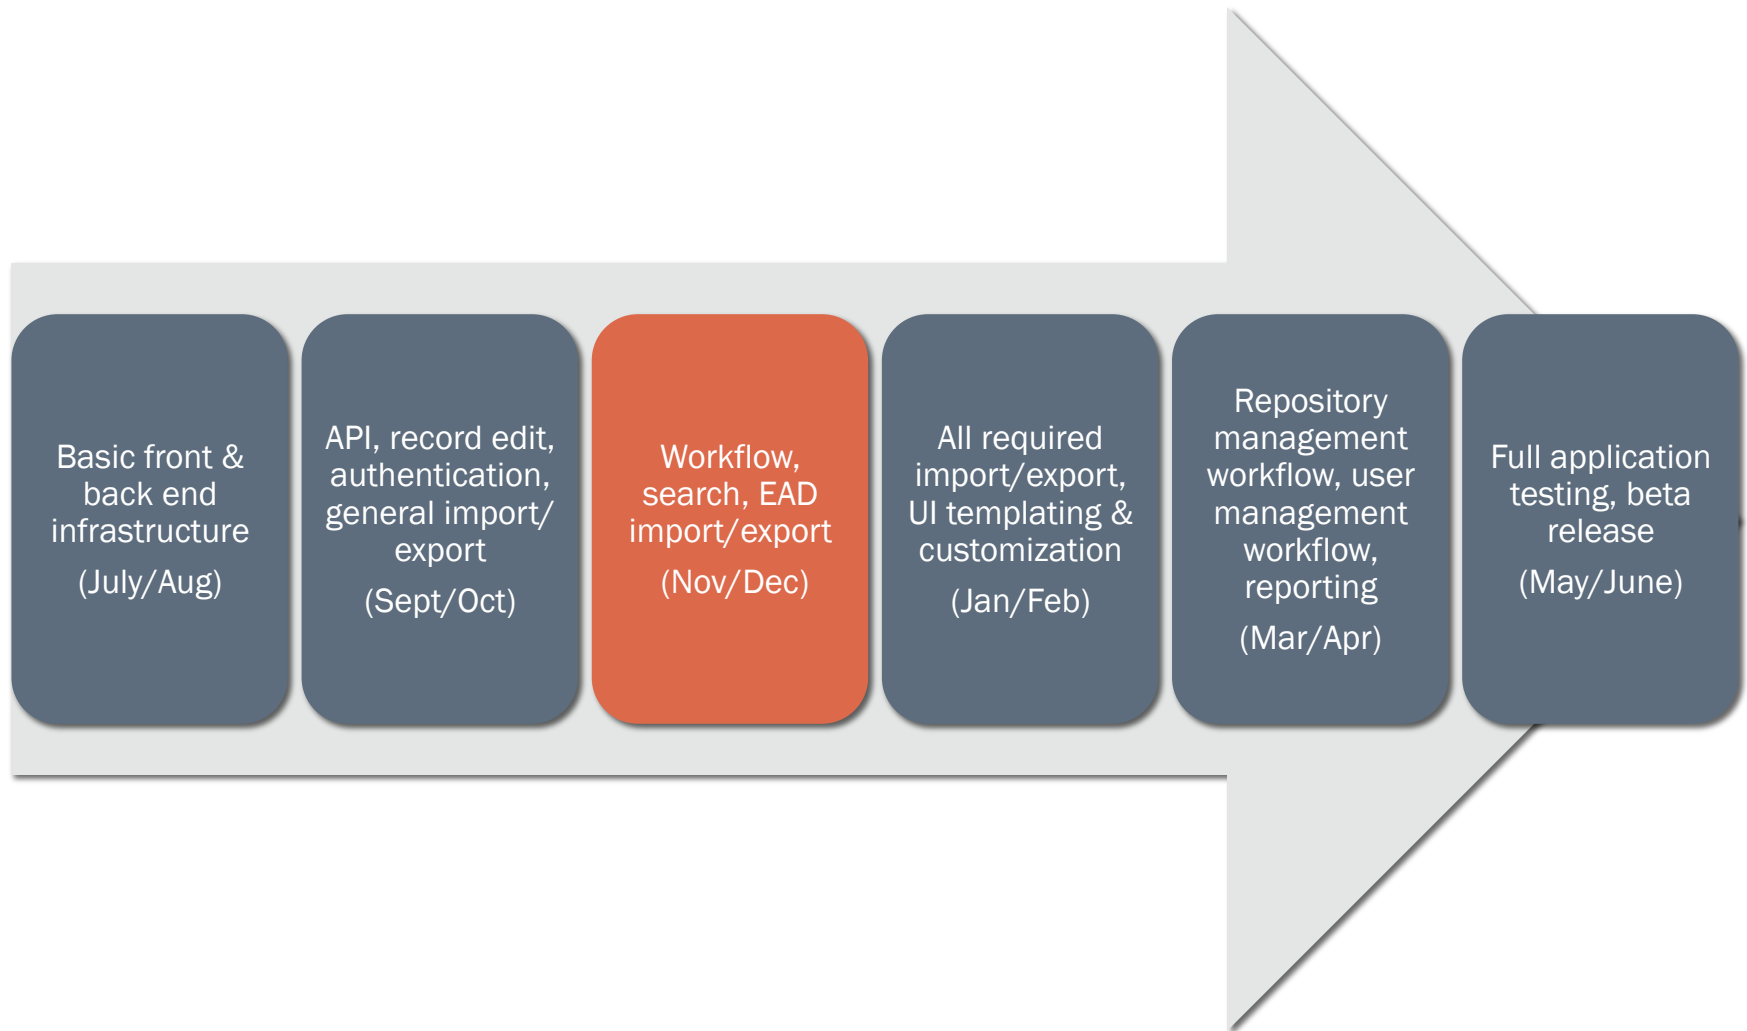 Basic front &
back end
infrastructure
(July/Aug)
API, record edit,
authentication,
general import/
export
(Sept/Oct)
Workflow,
search, EAD
import/export
(Nov/Dec)
All required
import/export,
UI templating &
customization
(Jan/Feb)
Repository
management
workflow, user
management
workflow,
reporting
(Mar/Apr)
Full application
testing, beta
release
(May/June)